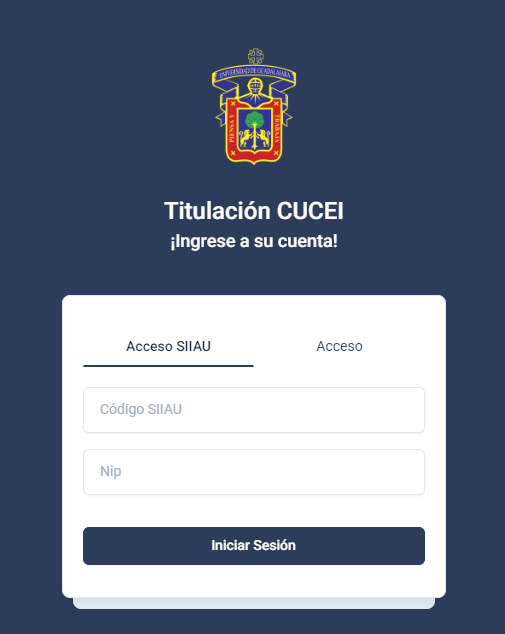 UNIVERSIDAD DE GUADALAJARA
PIENSA Y
TRABAJA
Titulación CUCEI
¡Ingrese a su cuenta!
Acceso SIIAU
Acceso
Código SIIAU
Nip
Iniciar Sesión